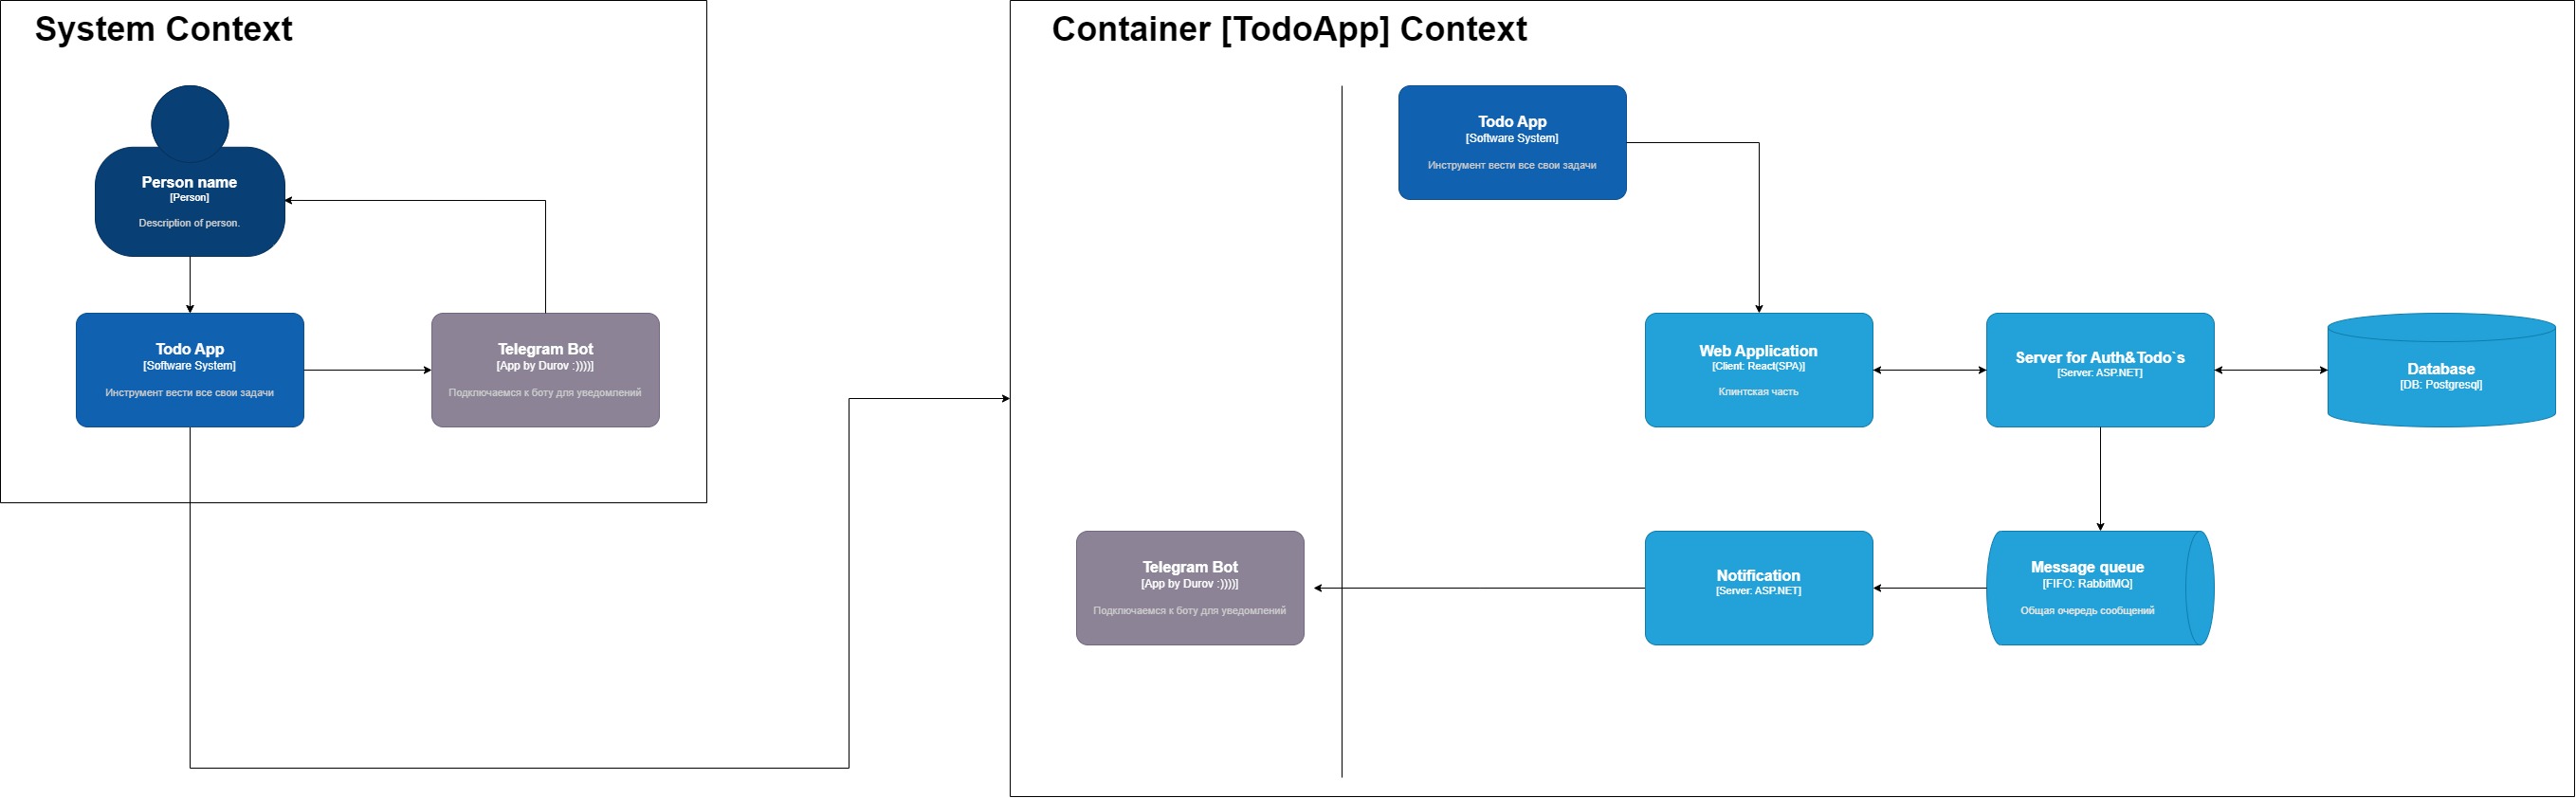 System Context
Person name
[Person]
Description of person.
Todo App
[Software System]
Инструмент вести все свои задачи
Telegram Bot
[App by Durov :))))]
Подключаемся к боту для уведомлений
Container [TodoApp] Context
Todo App
[Software System]
Инструмент вести все свои задачи
Web Application
[Client: React(SPA)]
Клинтская часть
Server for Auth&Todo`s
[Server: ASP.NET]
Database
[DB: Postgresql]
Telegram Bot
[App by Durov :))))]
Подключаемся к боту для уведомлений
Notification
[Server: ASP.NET]
Message queue
[FIFO: RabbitMQ]
Общая очередь сообщений